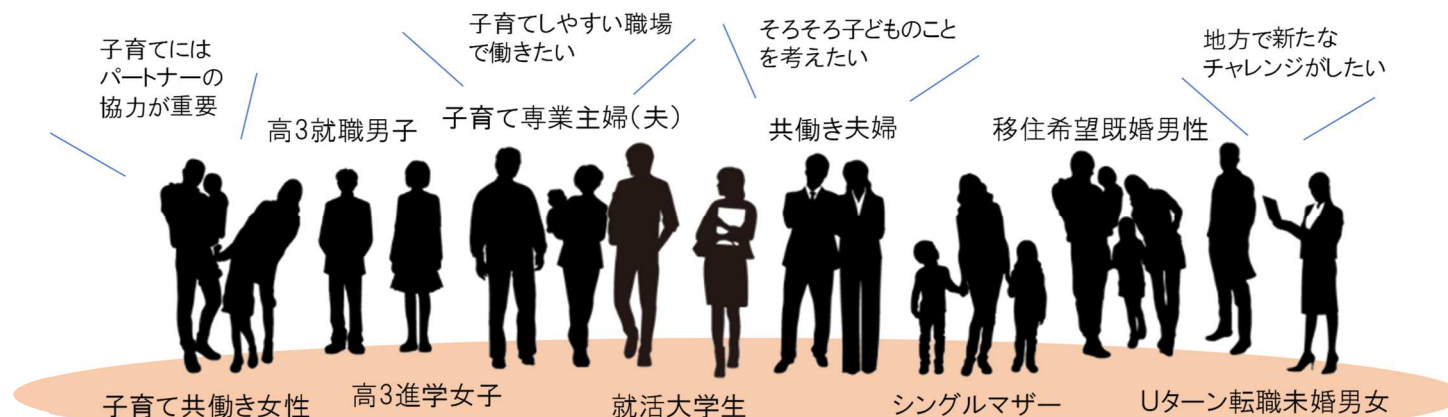 子育てには
パートナーの
協力が重要
子育てしやすい職場
で働きたい
そろそろ子どものこと
を考えたい
地方で新たな
チャレンジがしたい
高3就職男子
子育て専業主婦(夫)
共働き夫婦
移住希望既婚男性
子育て共働き女性
高3進学女子
就活大学生
シングルマザー
Uターン転職未婚男女